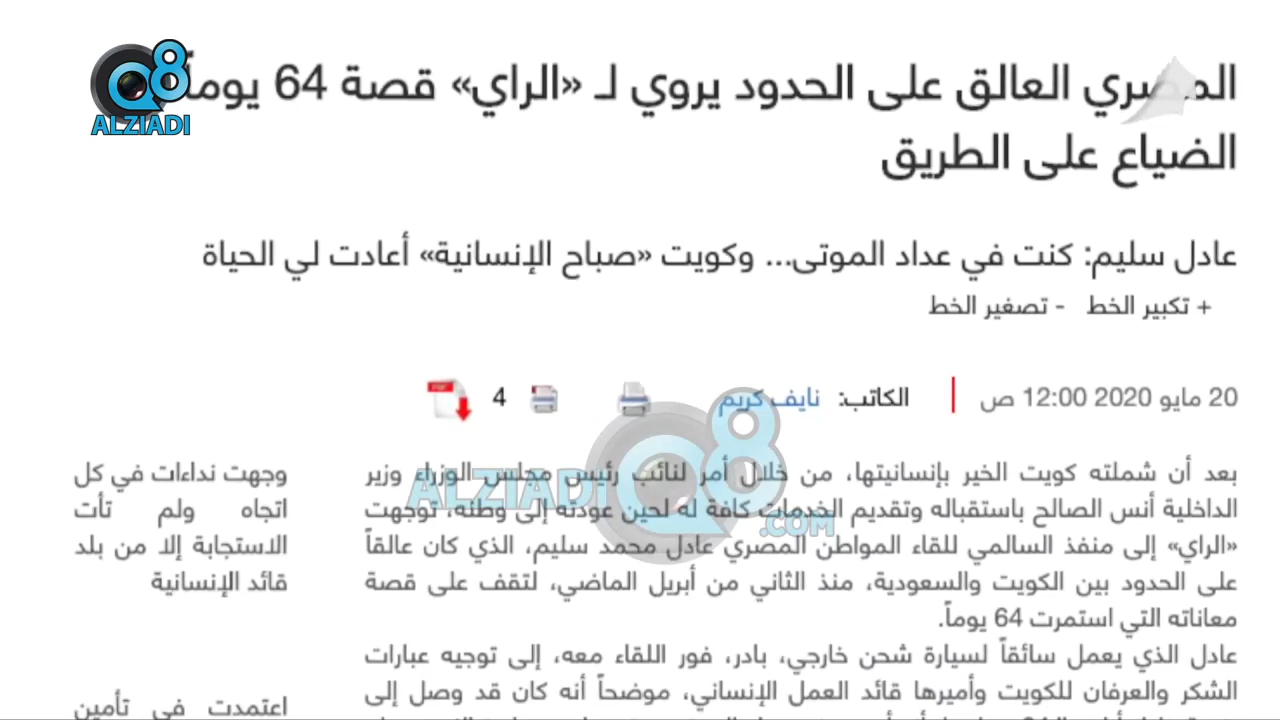 المصري العالق على الحدود يروي لـ «الراي» قصة 64 يوماً
الضياع على الطريق
عادل سليم: كنت في عداد الموتى... وكويت «صباح الإنسانية» أعادت لي الحياة
+ تكبير الخط - تصغير الخط
20 مايو 2020 12:00 ص
الكاتب: نايف كريم
4
بعد أن شملته كويت الخير بإنسانيتها، من خلال أمر لنائب رئيس مجلس الوزراء وزير
الداخلية أنس الصالح باستقباله وتقديم الخدمات كافة له لحين عودته إلى وطنه، توجهت
«الراي» إلى منفذ السالمي للقاء المواطن المصري عادل محمد سليم، الذي كان عالقاً
على الحدود بين الكويت والسعودية، منذ الثاني من أبريل الماضي، لتقف على قصة
معاناته التي استمرت 64 يوماً.
عادل الذي يعمل سائقاً لسيارة شحن خارجي، بادر، فور اللقاء معه، إلى توجيه عبارات
الشكر والعرفان للكويت وأميرها قائد العمل الإنساني، موضحاً أنه كان قد وصل إلى
وجهت نداءات في كل
اتجاه ولم تأت
الاستجابة إلا من بلد
قائد الإنسانية
اعتمدت في تأمين
Q8
ALZIADI
ALZIADI
Q8
.COM